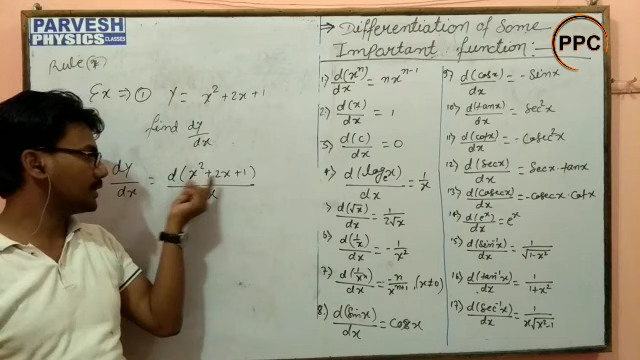 PARVESH
PHYSICS CLASSES
Rule
Ex ⇒ ① Y = x² + 2x + 1
find dy/dx
dy/dx = d(x² + 2x + 1)/
⇒ Differentiation of Some
Important function :-
PPC
1) d(xⁿ)/dx = nxⁿ⁻¹
2) d(x)/dx = 1
3) d(c)/dx = 0
4) d(logₑx)/dx = 1/x
d(√x)/dx = 1/2√x
6) d(1/x)/dx = -1/x²
7) d(1/xⁿ)/dx = -n/xⁿ⁺¹, (x≠0)
8) d(sinx)/dx = cosx
9) d(cosx)/dx = -sinx
10) d(tanx)/dx = sec²x
11) d(cotx)/dx = -cosec²x
12) d(secx)/dx = secx·tanx
13) d(cosecx)/dx = -cosecx·cotx
14) d(eˣ)/dx = eˣ
15) d(sin⁻¹x)/dx = 1/√1-x²
16) d(tan⁻¹x)/dx = 1/1+x²
17) d(sec⁻¹x)/dx = 1/x√x²-1